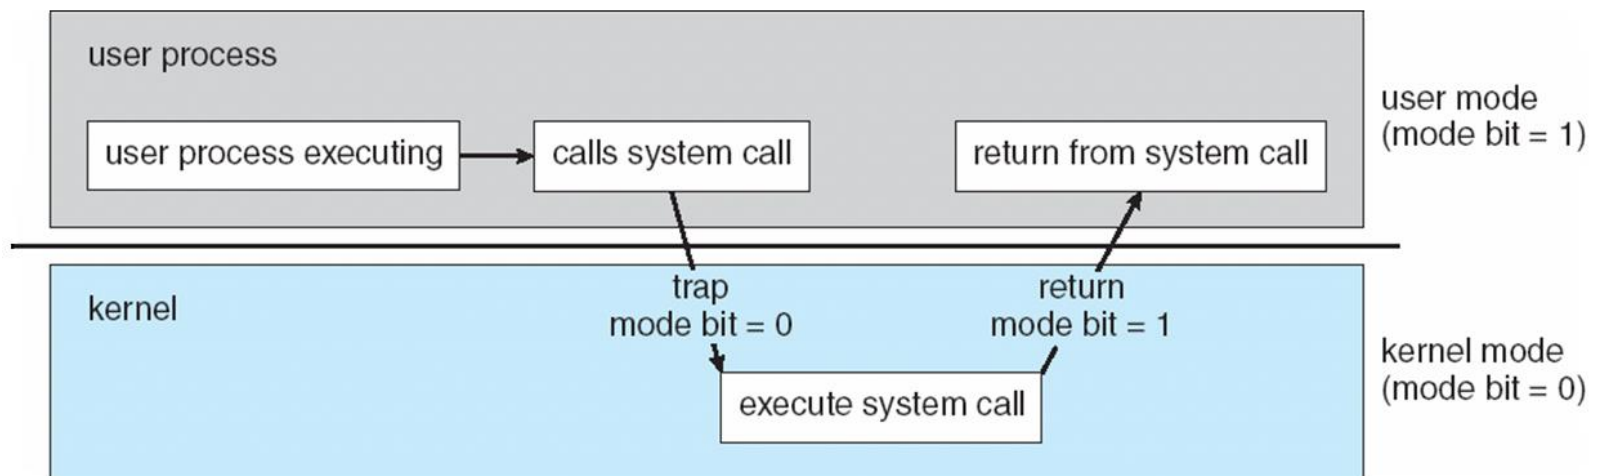 user process
user process executing
calls system call
return from system call
user mode
(mode bit = 1)
kernel
trap
mode bit = 0
return
mode bit = 1
execute system call
kernel mode
(mode bit = 0)